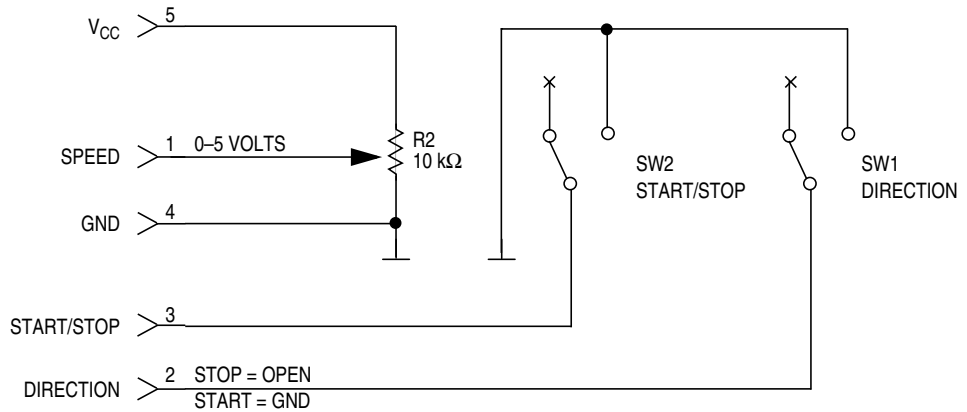 V_CC 5
SPEED 1 0–5 VOLTS
R2
10 kΩ
GND 4
SW2
START/STOP
SW1
DIRECTION
START/STOP 3
DIRECTION 2 STOP = OPEN
START = GND